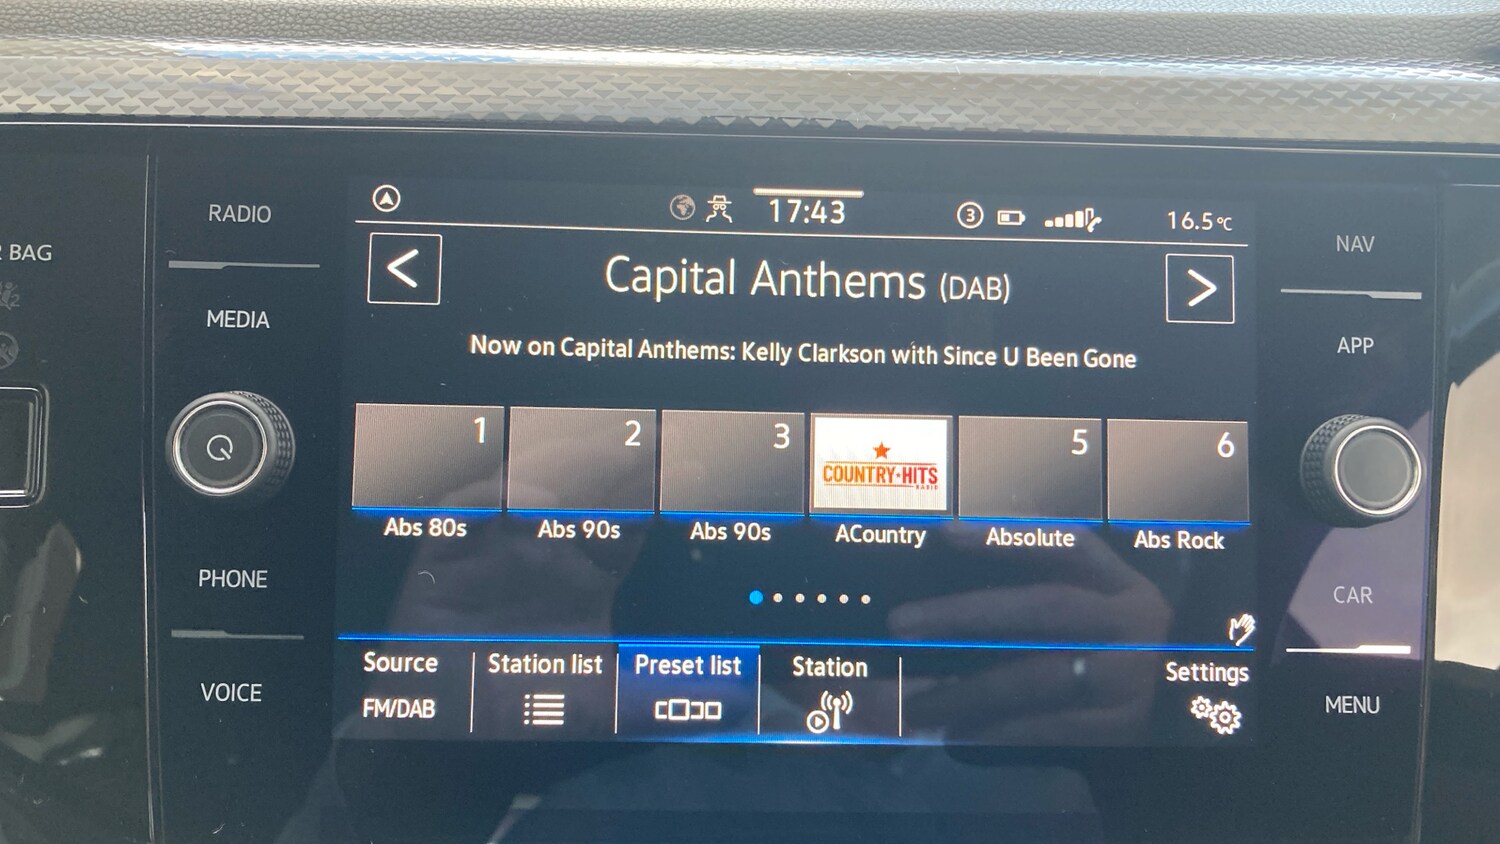 RADIO
17:43
3
16.5°C
NAV
BAG
<
Capital Anthems (DAB)
>
MEDIA
Now on Capital Anthems: Kelly Clarkson with Since U Been Gone
APP
1
2
3
COUNTRY·HITS
RADIO
5
6
Abs 80s
Abs 90s
Abs 90s
ACountry
Absolute
Abs Rock
PHONE
CAR
Source
Station list
Preset list
Station
Settings
FM/DAB
VOICE
MENU